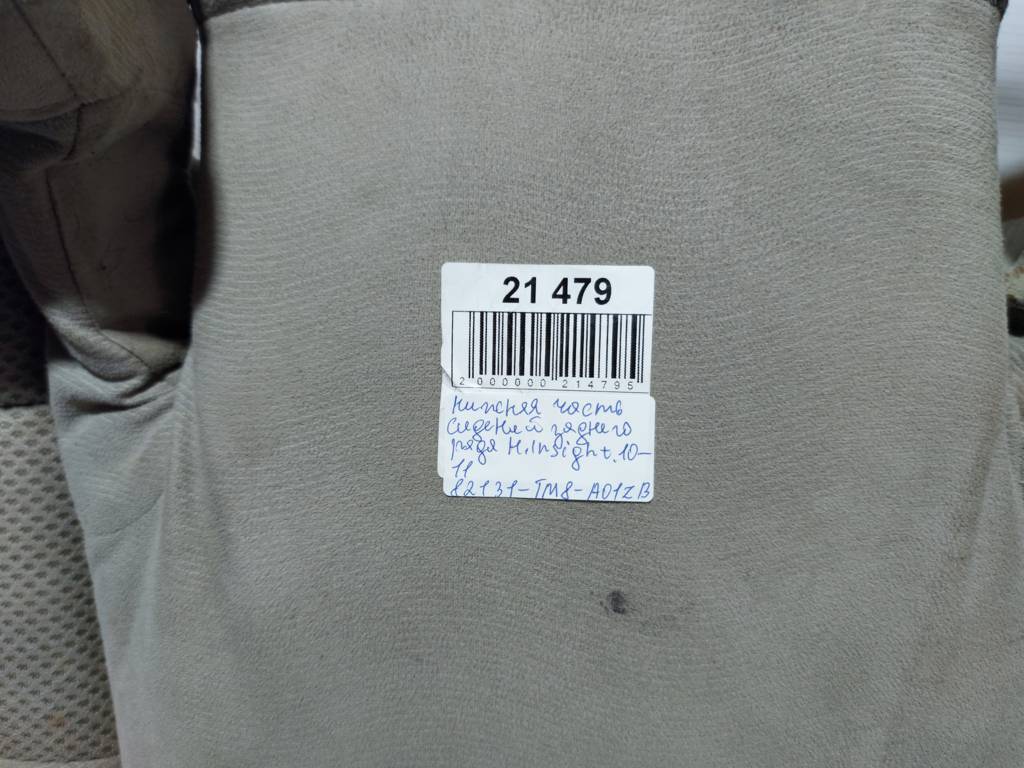 21 479
2 000000 214795
нижняя часть
сидений заднего
ряда H.Insight.10-
11
82131-TM8-A01ZB